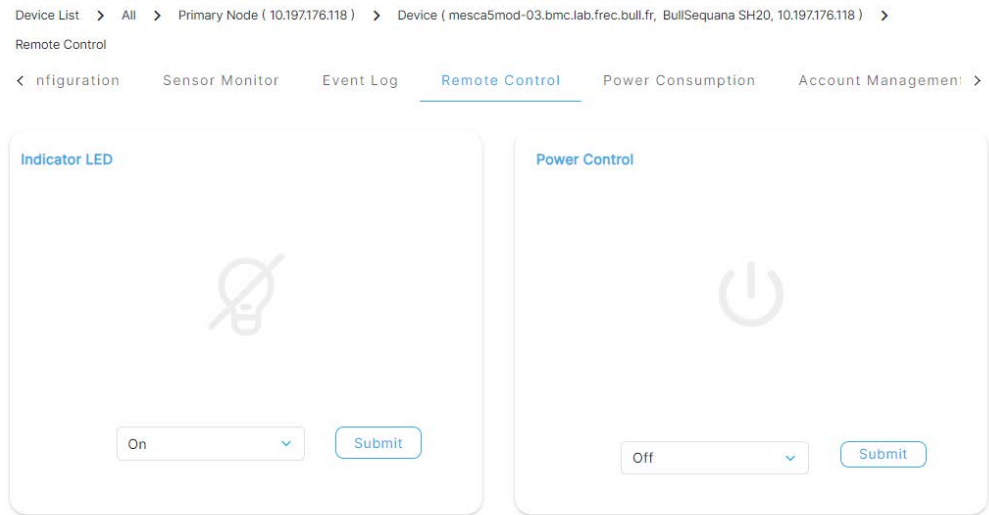 Device List > All > Primary Node ( 10.197.176.118 ) > Device ( mesca5mod-03.bmc.lab.frec.bull.fr, BullSequana SH20, 10.197.176.118 ) >
Remote Control
< nfiguration Sensor Monitor Event Log Remote Control Power Consumption Account Management >
Indicator LED
Power Control
On
Submit
Off
Submit